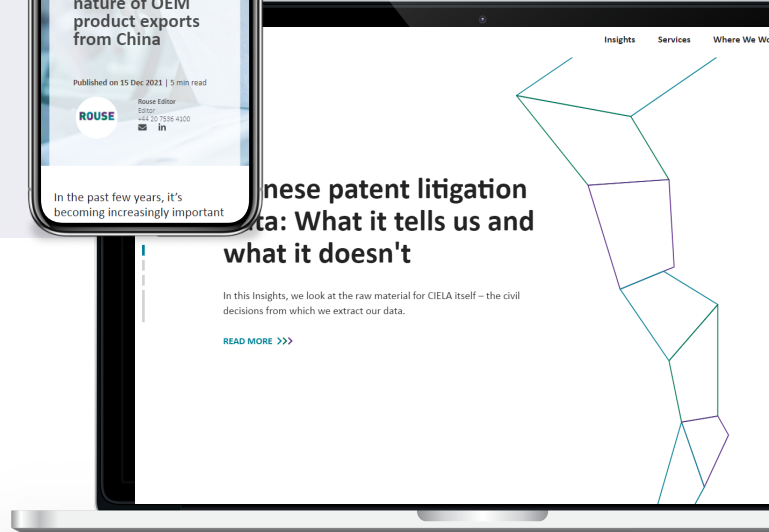 nature of OEM
product exports
from China
Published on 15 Dec 2021 | 5 min read
ROUSE
Rouse Editor
Editor
+44 20 7536 4100
in
In the past few years, it's
becoming increasingly important
Insights Services Where We Wo
nese patent litigation
ta: What it tells us and
what it doesn't
In this Insights, we look at the raw material for CIELA itself – the civil
decisions from which we extract our data.
READ MORE >>>